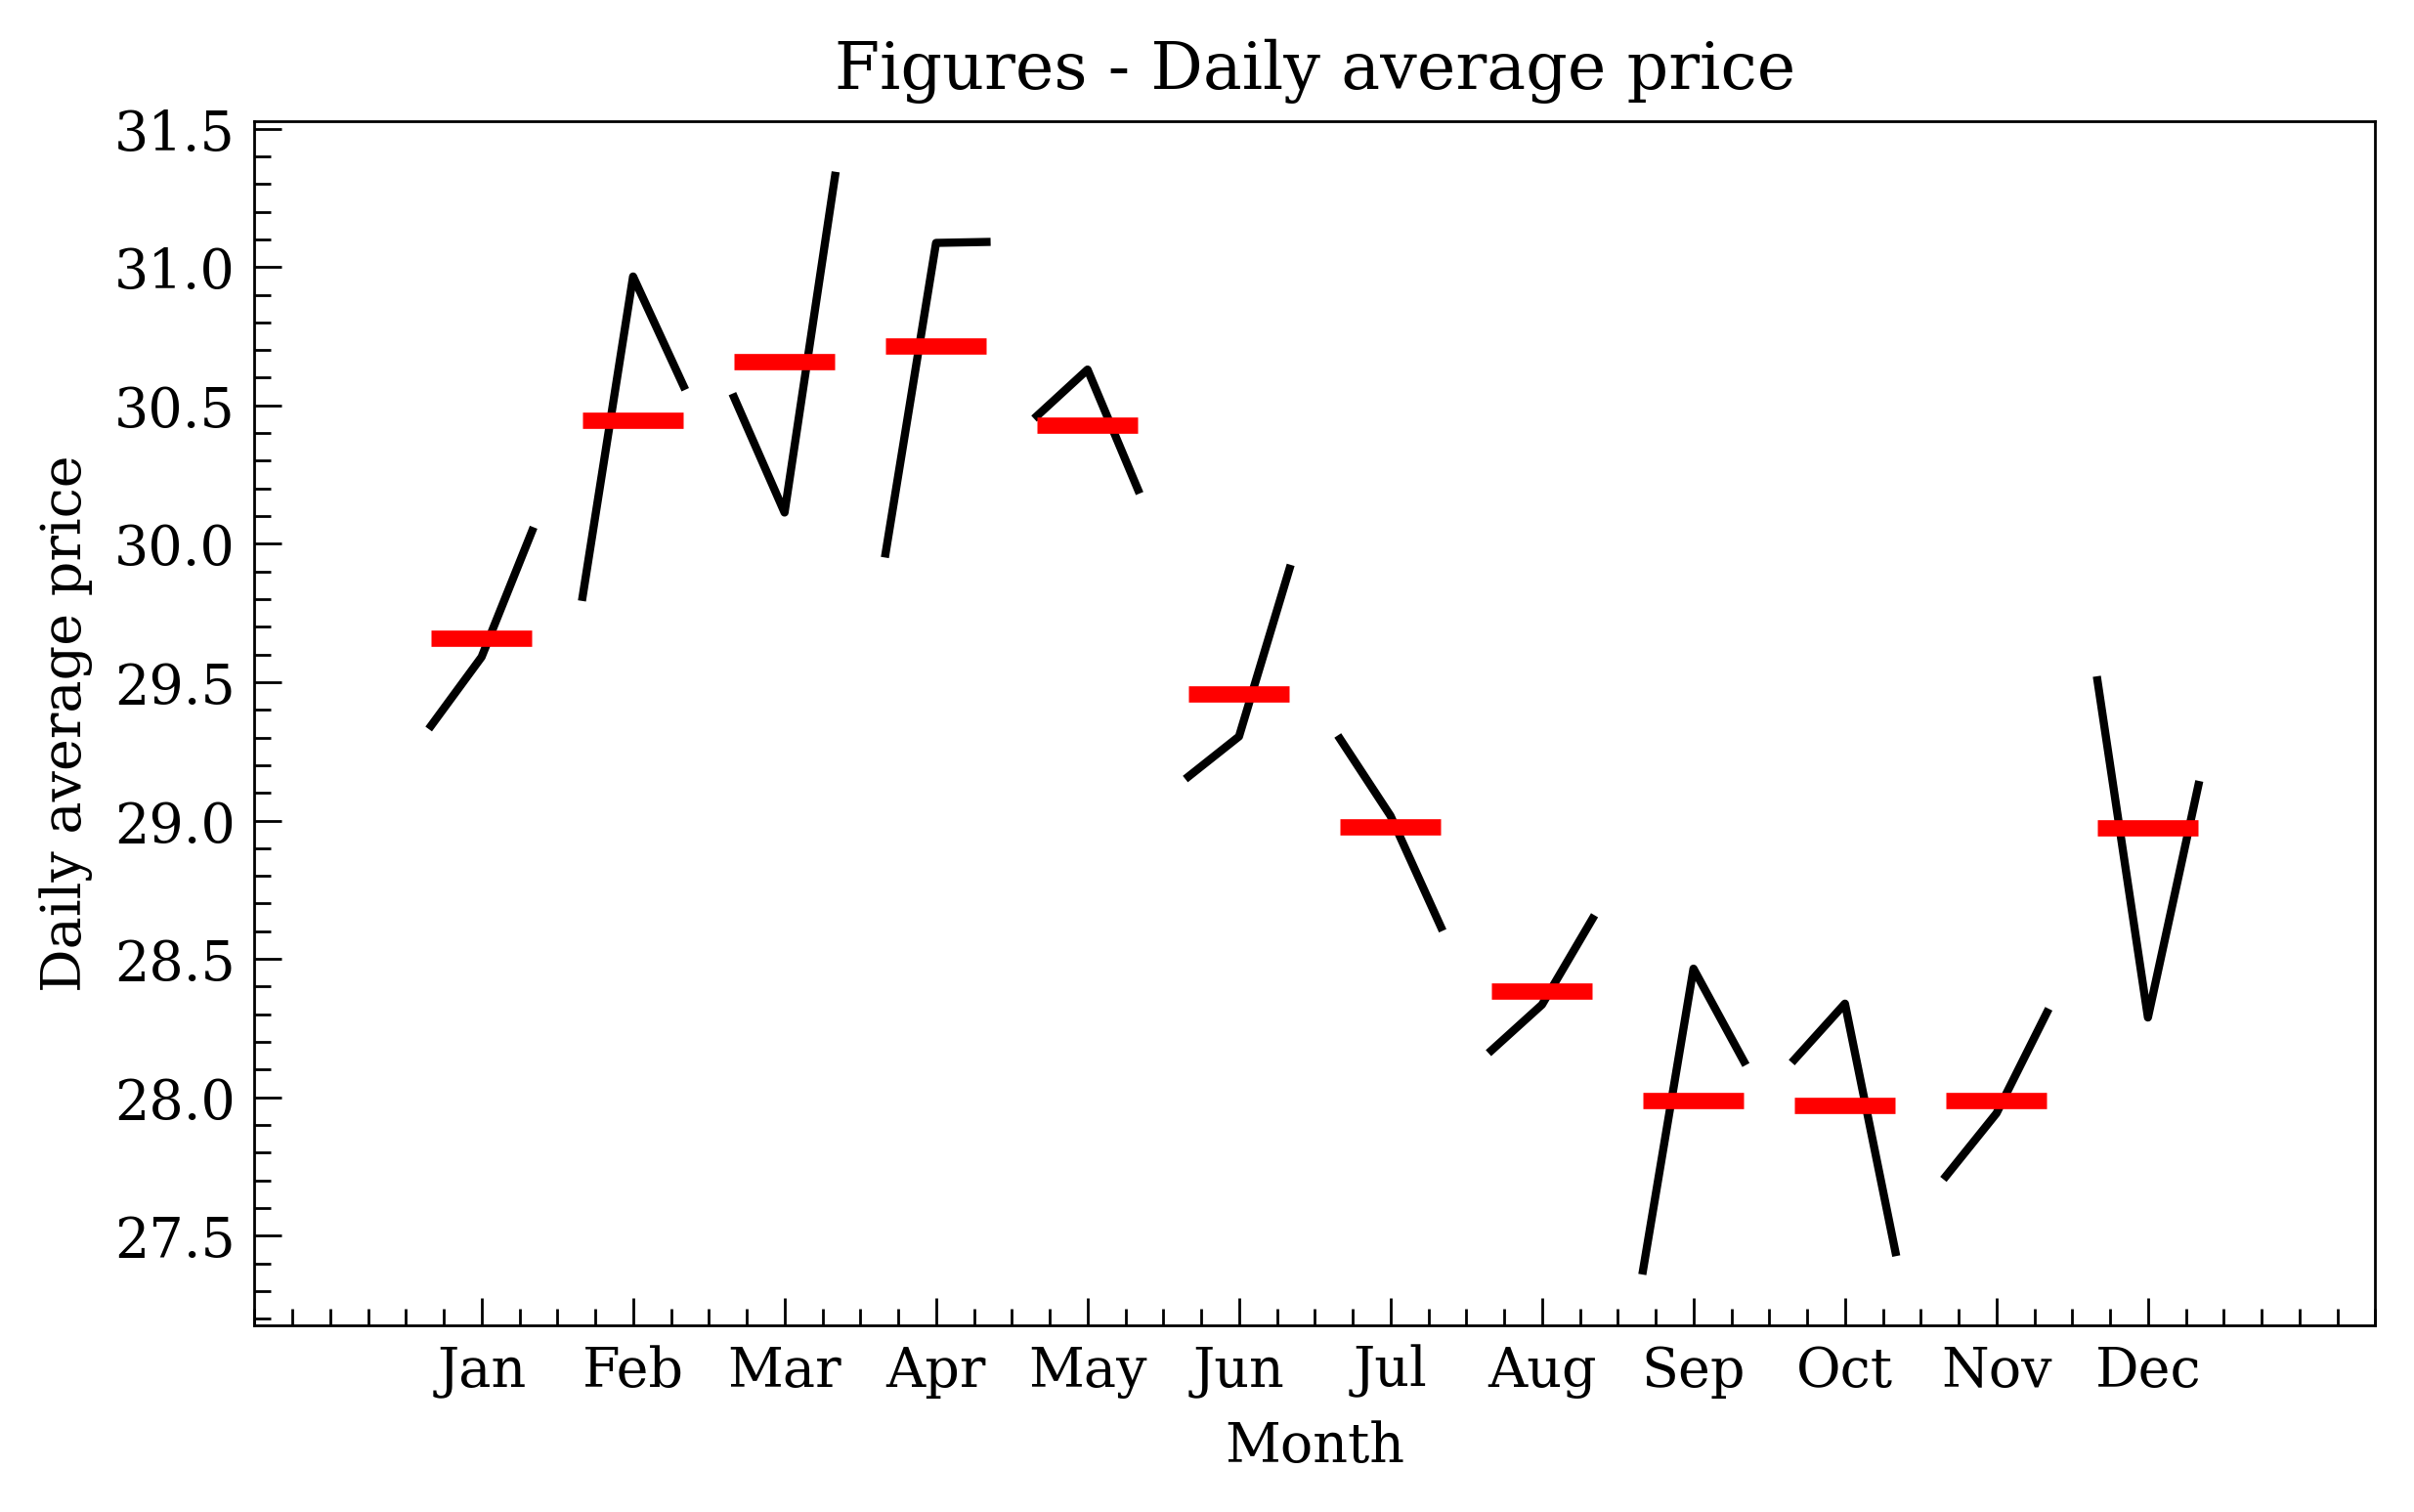 Figures - Daily average price
31.5
31.0
30.5
30.0
29.5
29.0
28.5
28.0
27.5
Daily average price
Jan Feb Mar Apr May Jun Jul Aug Sep Oct Nov Dec
Month